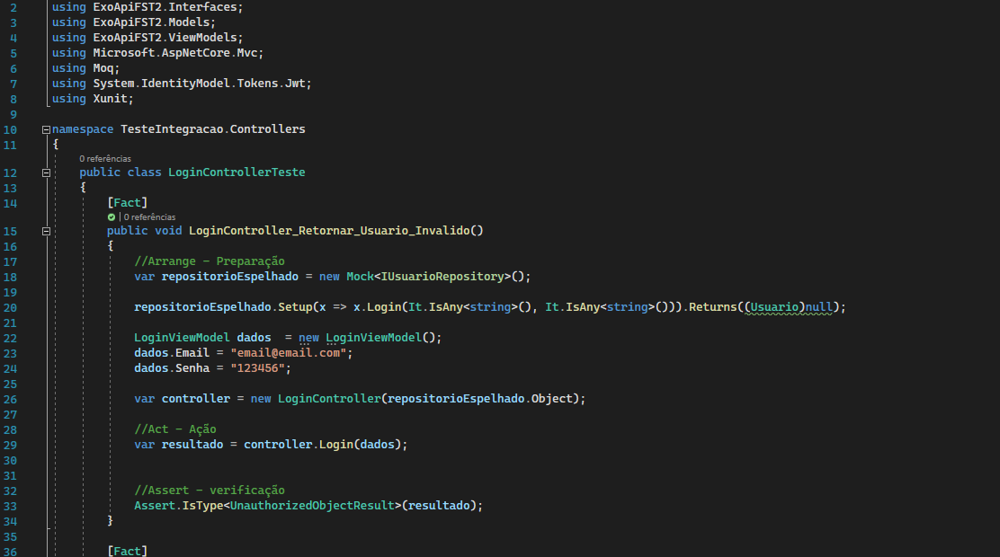 2 using ExoApiFST2.Interfaces;
3 using ExoApiFST2.Models;
4 using ExoApiFST2.ViewModels;
5 using Microsoft.AspNetCore.Mvc;
6 using Moq;
7 using System.IdentityModel.Tokens.Jwt;
8 using Xunit;
9
10 namespace TesteIntegracao.Controllers
11 {
0 referências
12 public class LoginControllerTeste
13 {
14 [Fact]
| 0 referências
15 public void LoginController_Retornar_Usuario_Invalido()
16 {
17 //Arrange - Preparação
18 var repositorioEspelhado = new Mock<IUsuarioRepository>();
19
20 repositorioEspelhado.Setup(x => x.Login(It.IsAny<string>(), It.IsAny<string>())).Returns((Usuario)null);
21
22 LoginViewModel dados  = new LoginViewModel();
23 dados.Email = "email@email.com";
24 dados.Senha = "123456";
25
26 var controller = new LoginController(repositorioEspelhado.Object);
27
28 //Act - Ação
29 var resultado = controller.Login(dados);
30
31
32 //Assert - verificação
33 Assert.IsType<UnauthorizedObjectResult>(resultado);
34 }
35
36 [Fact]